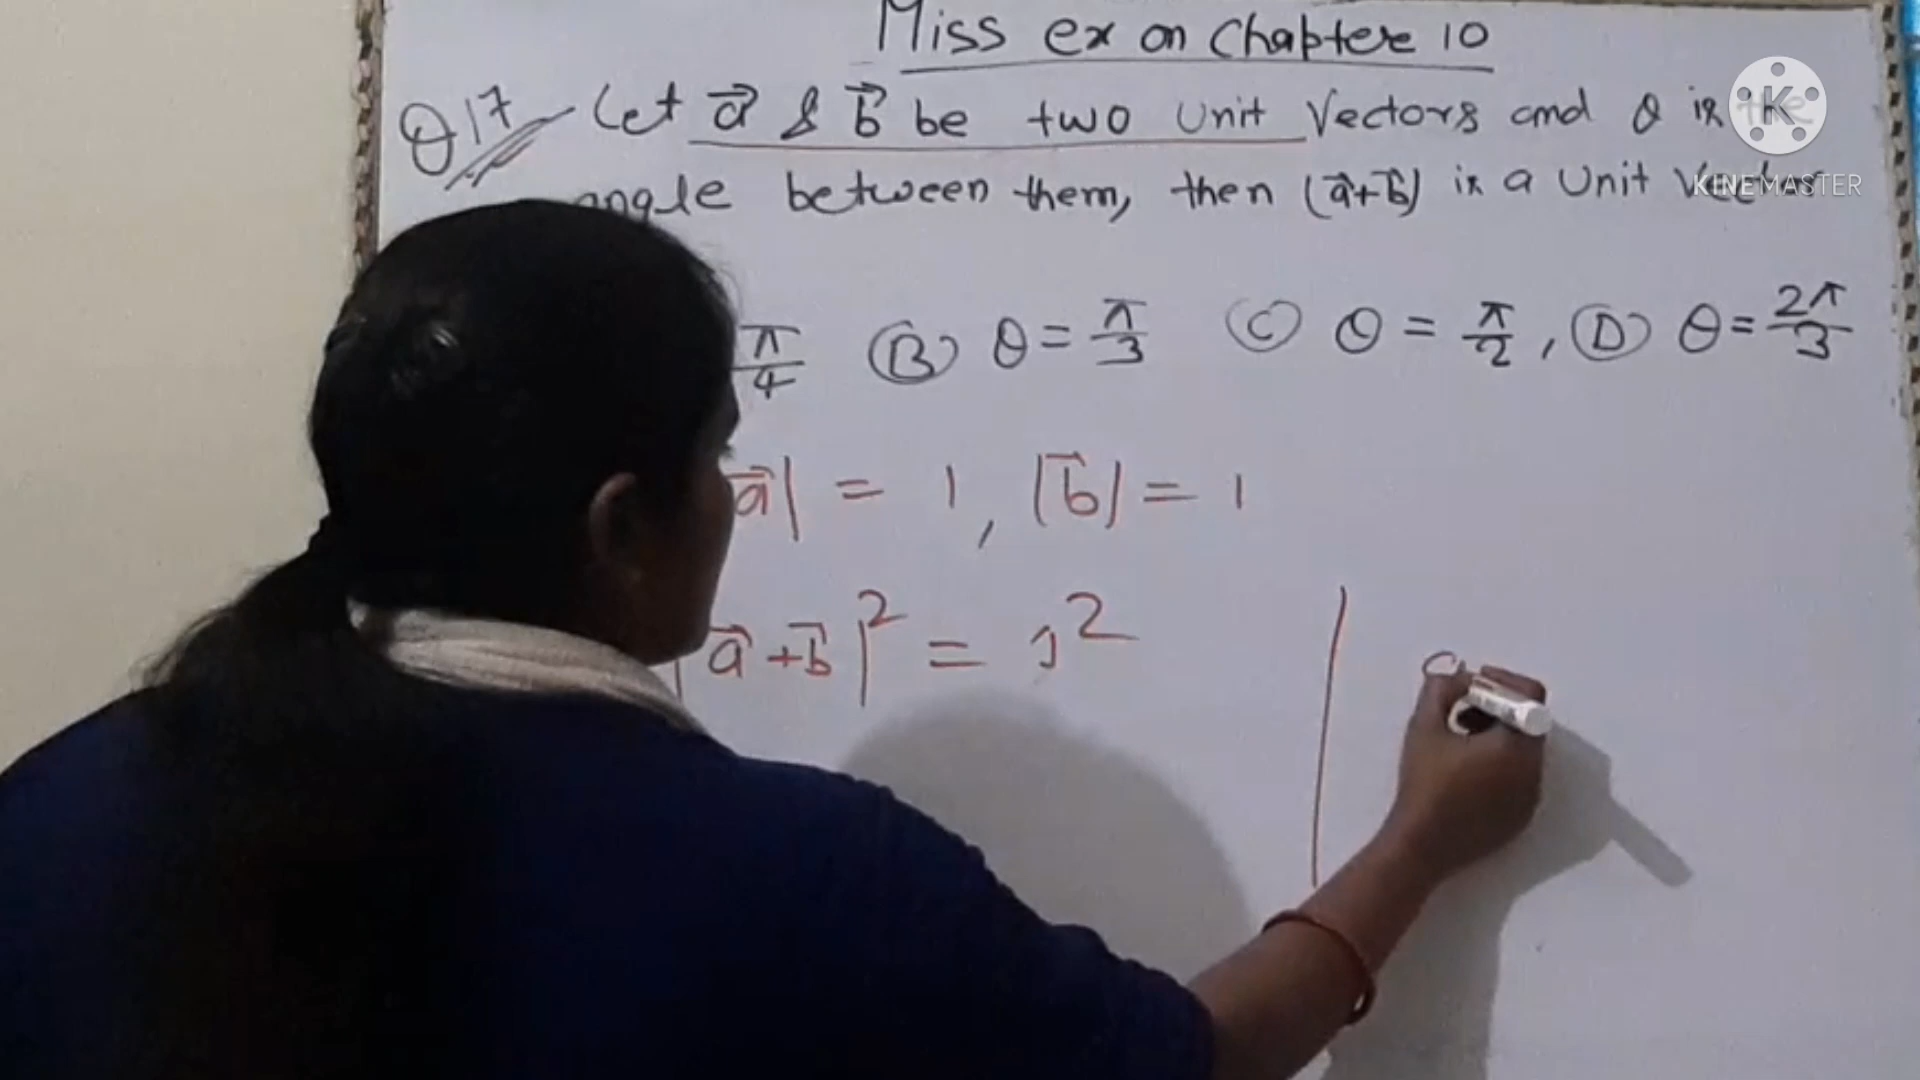 Miss ex on Chapter 10
Q17 Let a⃗ & b⃗ be two Unit Vectors and θ is the
angle between them, then (a⃗+b⃗) is a Unit Vector
π/4 (B) θ = π/3 (C) θ = π/2, (D) θ = 2π/3
a⃗| = 1, |b⃗| = 1
|a⃗+b⃗|² = 1²
K
KINEMASTER